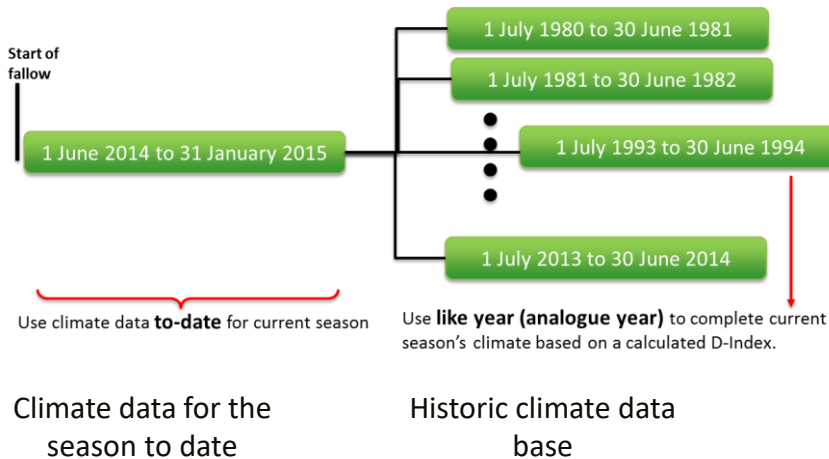 Start of
fallow
1 June 2014 to 31 January 2015
1 July 1980 to 30 June 1981
1 July 1981 to 30 June 1982
1 July 1993 to 30 June 1994
1 July 2013 to 30 June 2014
Use climate data to-date for current season
Use like year (analogue year) to complete current
season's climate based on a calculated D-Index.
Climate data for the
season to date
Historic climate data
base